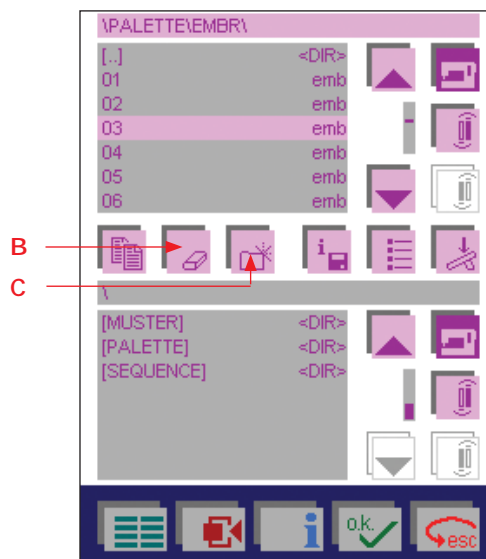 \PALETTE\EMBR\
[..] <DIR>
01 emb
02 emb
03 emb
04 emb
05 emb
06 emb
B
C
i
\
[MUSTER] <DIR>
[PALETTE] <DIR>
[SEQUENCE] <DIR>
i
o.k.
esc